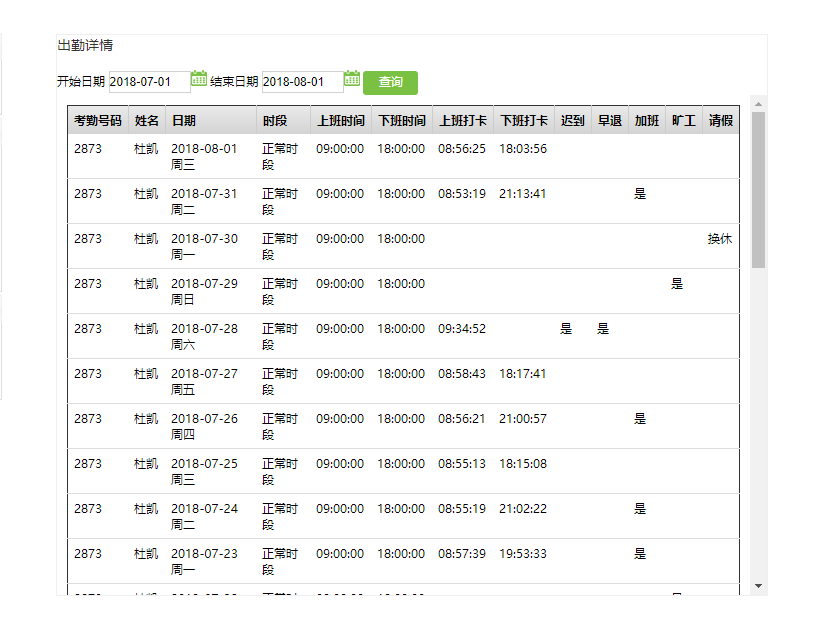 出勤详情
开始日期 2018-07-01 结束日期 2018-08-01 查询
考勤号码 姓名 日期 时段 上班时间 下班时间 上班打卡 下班打卡 迟到 早退 加班 旷工 请假
2873 杜凯 2018-08-01 正常时 09:00:00 18:00:00 08:56:25 18:03:56
周三 段
2873 杜凯 2018-07-31 正常时 09:00:00 18:00:00 08:53:19 21:13:41 是
周二 段
2873 杜凯 2018-07-30 正常时 09:00:00 18:00:00 换休
周一 段
2873 杜凯 2018-07-29 正常时 09:00:00 18:00:00 是
周日 段
2873 杜凯 2018-07-28 正常时 09:00:00 18:00:00 09:34:52 是 是
周六 段
2873 杜凯 2018-07-27 正常时 09:00:00 18:00:00 08:58:43 18:17:41
周五 段
2873 杜凯 2018-07-26 正常时 09:00:00 18:00:00 08:56:21 21:00:57 是
周四 段
2873 杜凯 2018-07-25 正常时 09:00:00 18:00:00 08:55:13 18:15:08
周三 段
2873 杜凯 2018-07-24 正常时 09:00:00 18:00:00 08:55:19 21:02:22 是
周二 段
2873 杜凯 2018-07-23 正常时 09:00:00 18:00:00 08:57:39 19:53:33 是
周一 段